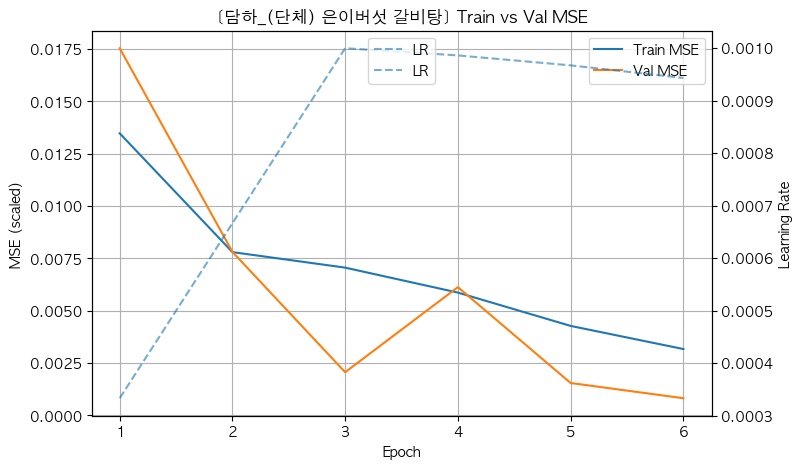 [담하_(단체) 은이버섯 갈비탕] Train vs Val MSE
LR
LR
Train MSE
Val MSE
MSE (scaled)
0.0175
0.0150
0.0125
0.0100
0.0075
0.0050
0.0025
0.0000
0.0010
0.0009
0.0008
0.0007
0.0006
0.0005
0.0004
0.0003
Learning Rate
1 2 3 4 5 6
Epoch